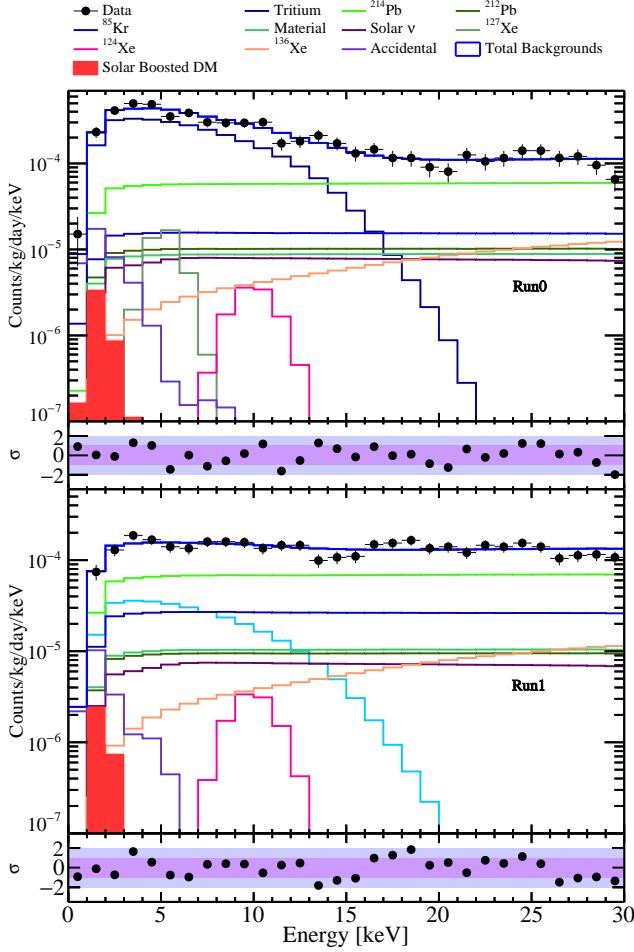 Data Tritium ²¹⁴Pb ²¹²Pb
⁸⁵Kr Material Solar ν ¹²⁷Xe
¹²⁴Xe ¹³⁶Xe Accidental Total Backgrounds
Solar Boosted DM
Counts/kg/day/keV
10⁻⁴
10⁻⁵
10⁻⁶
10⁻⁷
Run0
σ
2
0
−2
Counts/kg/day/keV
10⁻⁴
10⁻⁵
10⁻⁶
10⁻⁷
Run1
σ
2
0
−2
0 5 10 15 20 25 30
Energy [keV]